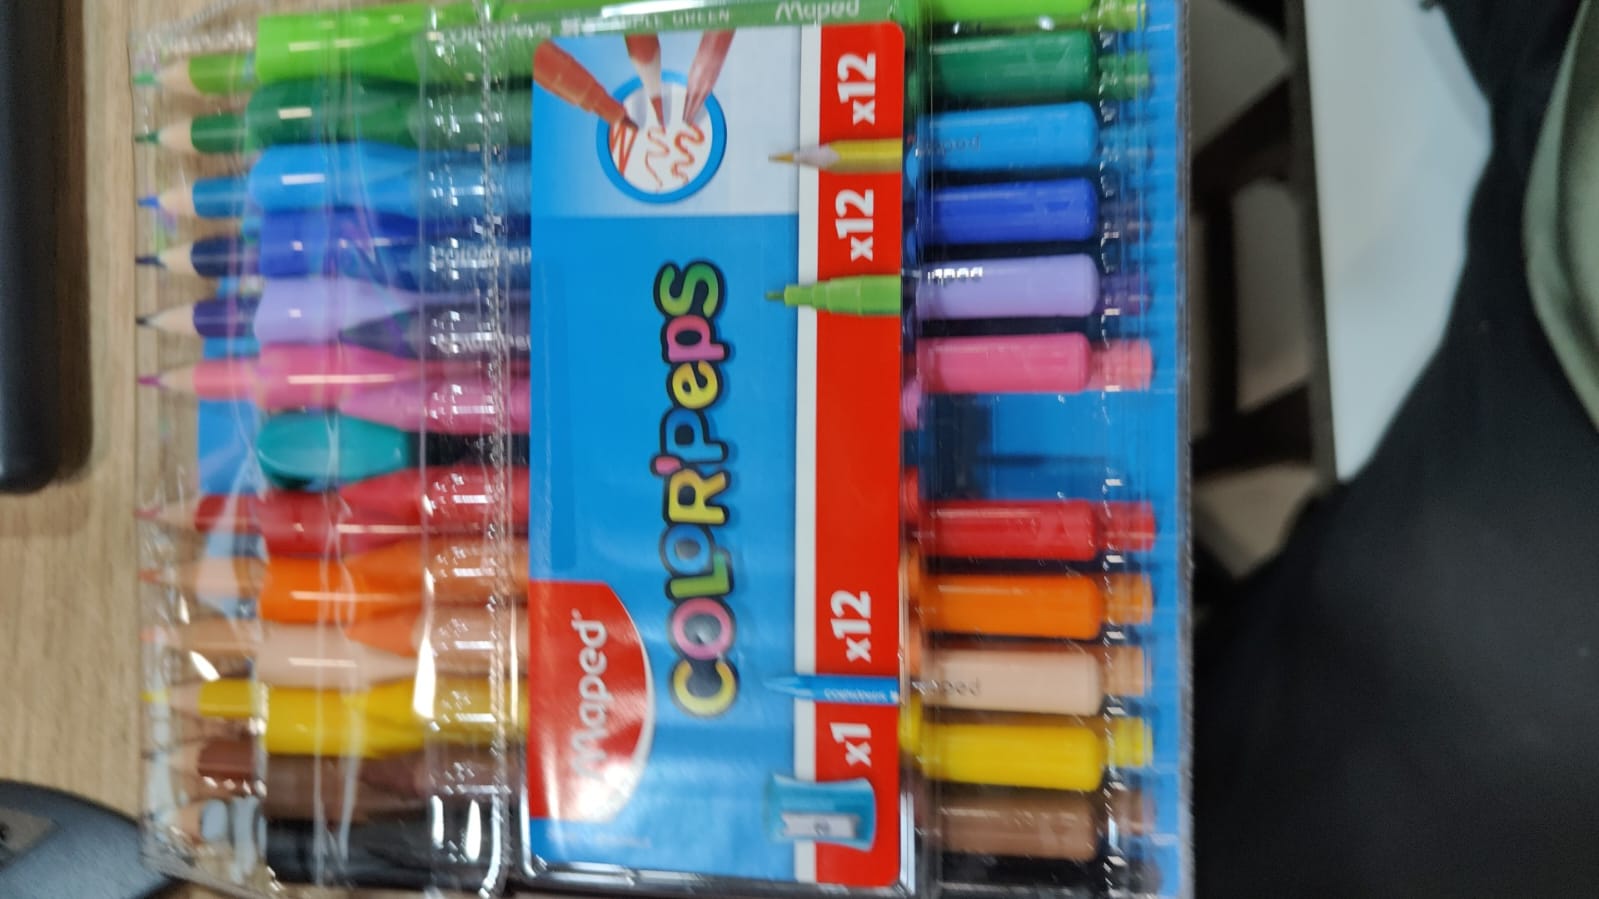 Maped
APPLE GREEN
Maped
COLOR'Peps
x1
x12
x12
x12